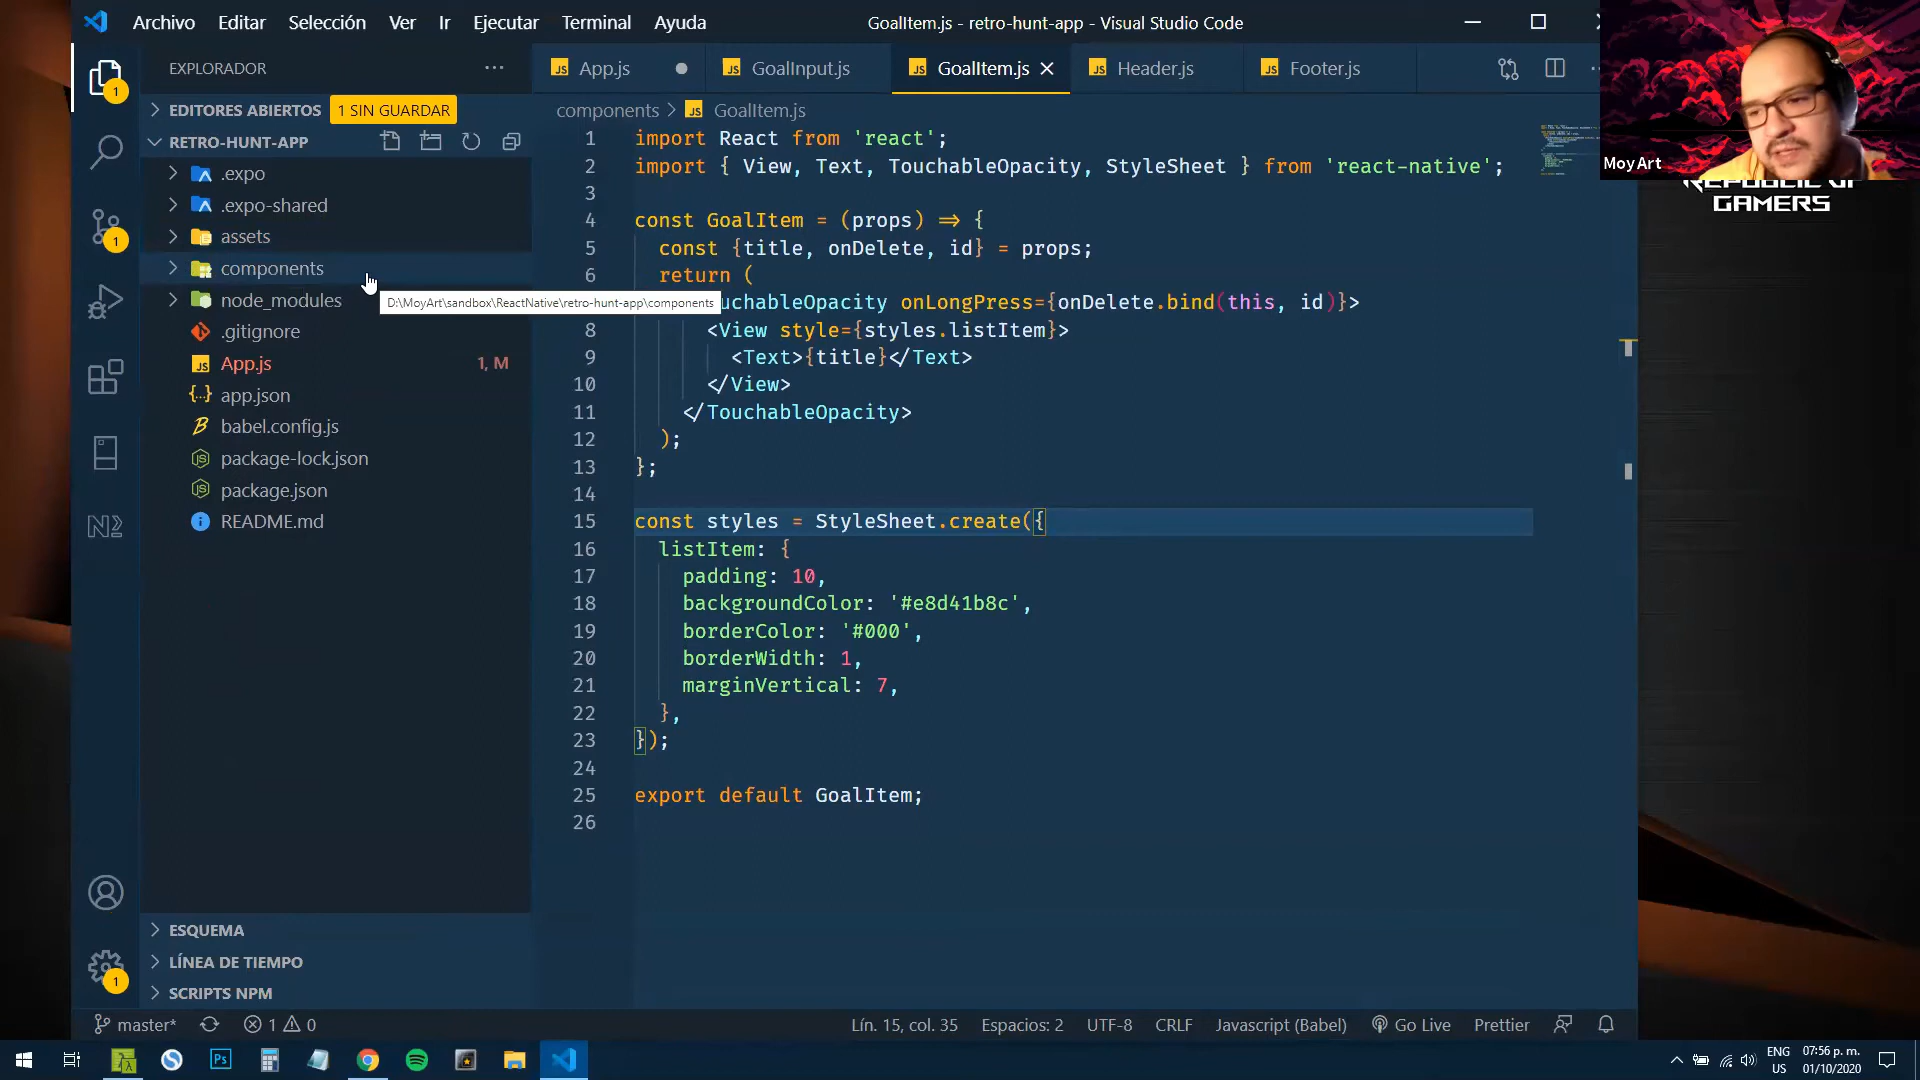 Archivo Editar Selección Ver Ir Ejecutar Terminal Ayuda
GoalItem.js - retro-hunt-app - Visual Studio Code
EXPLORADOR
EDITORES ABIERTOS 1 SIN GUARDAR
RETRO-HUNT-APP
.expo
.expo-shared
assets
components
D:\MoyArt\sandbox\ReactNative\retro-hunt-app\components
node_modules
.gitignore
App.js 1, M
app.json
babel.config.js
package-lock.json
package.json
README.md
ESQUEMA
LÍNEA DE TIEMPO
SCRIPTS NPM
App.js GoalInput.js GoalItem.js Header.js Footer.js
components > GoalItem.js
1 import React from 'react';
2 import { View, Text, TouchableOpacity, StyleSheet } from 'react-native';
3
4 const GoalItem = (props) => {
5 const {title, onDelete, id} = props;
6 return (
uchableOpacity onLongPress={onDelete.bind(this, id)}>
8 <View style={styles.listItem}>
9 <Text>{title}</Text>
10 </View>
11 </TouchableOpacity>
12 );
13 };
14
15 const styles = StyleSheet.create({
16 listItem: {
17 padding: 10,
18 backgroundColor: '#e8d41b8c',
19 borderColor: '#000',
20 borderWidth: 1,
21 marginVertical: 7,
22 },
23 });
24
25 export default GoalItem;
26
Moy Art
REPUBLIC OF
GAMERS
1
1
1
master* 1 0
Lín. 15, col. 35 Espacios: 2 UTF-8 CRLF Javascript (Babel) Go Live Prettier
Ps
ENG
US
07:56 p. m.
01/10/2020